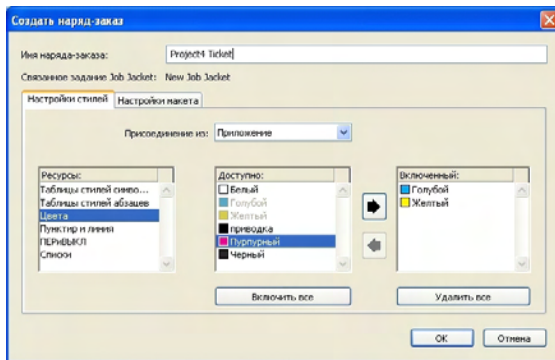 Создать наряд-заказ
Имя наряда-заказа: Project4 Ticket
Связанное задание Job Jacket: New Job Jacket
Настройки стилей Настройки макета
Присоединение из: Приложение
Ресурсы: Доступно: Включенный:
Таблицы стилей симво... Белый Голубой
Таблицы стилей абзацев Голубой Желтый
Цвета Желтый
Пунктир и линия приводка
ПЕРиВЫКЛ Пурпурный
Списки Черный
Включить все Удалить все
OK Отмена